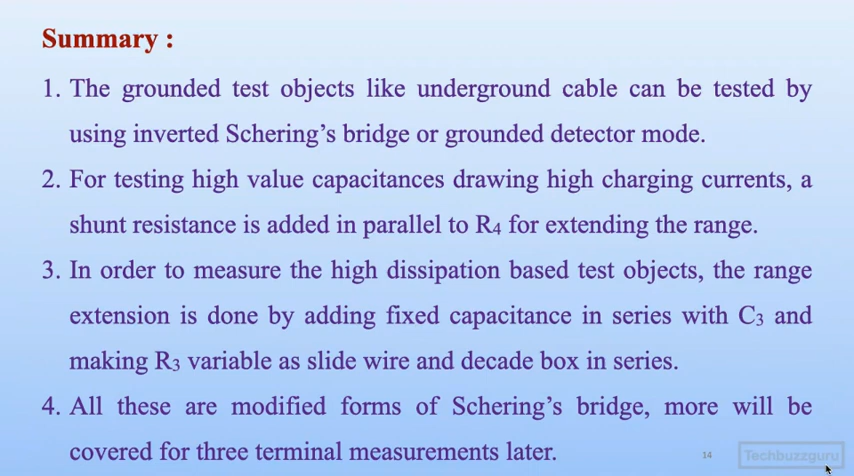 Summary :
1. The grounded test objects like underground cable can be tested by
using inverted Schering's bridge or grounded detector mode.
2. For testing high value capacitances drawing high charging currents, a
shunt resistance is added in parallel to R4 for extending the range.
3. In order to measure the high dissipation based test objects, the range
extension is done by adding fixed capacitance in series with C3 and
making R3 variable as slide wire and decade box in series.
4. All these are modified forms of Schering's bridge, more will be
covered for three terminal measurements later.
14
Techbuzzguru